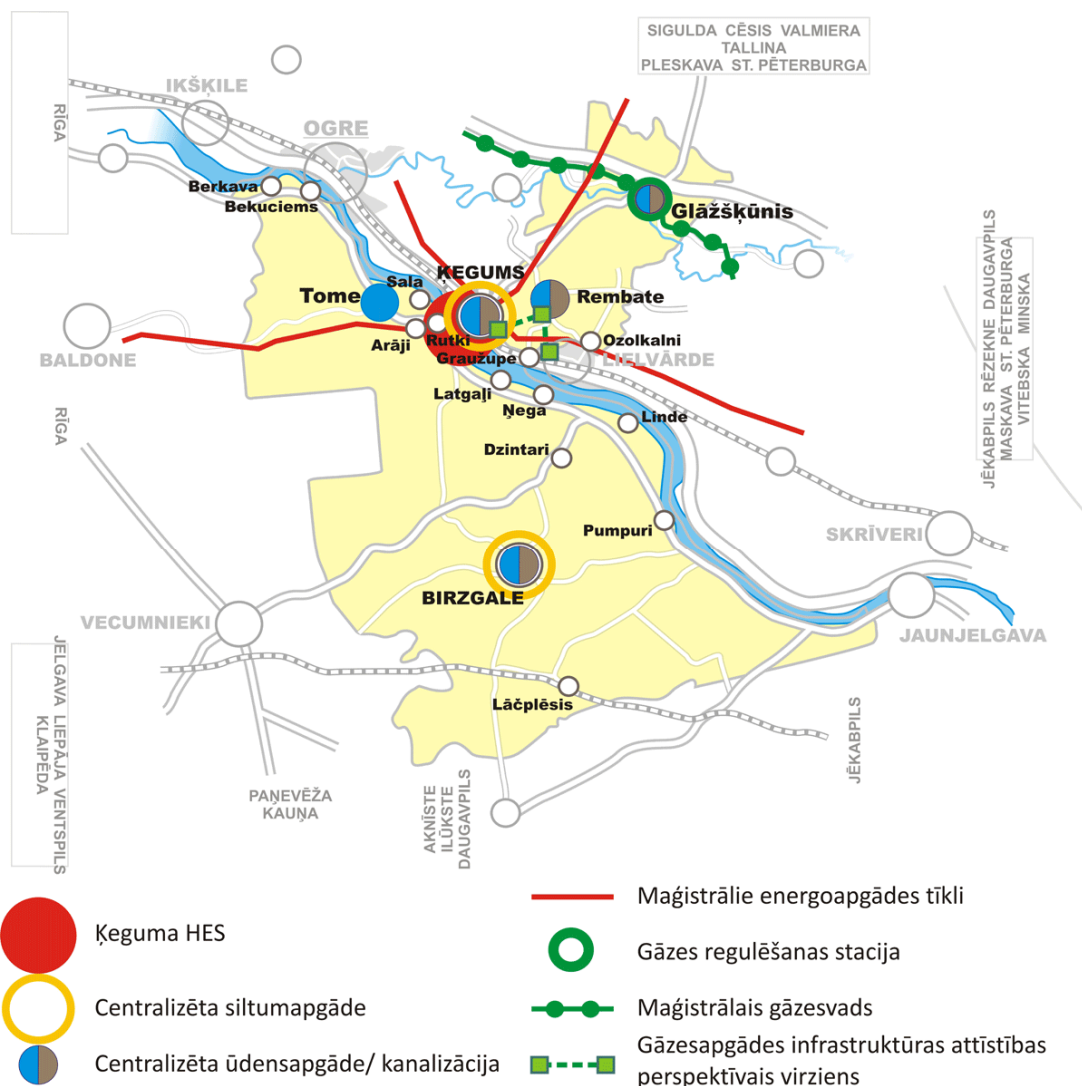 SIGULDA CĒSIS VALMIERA
TALLINA
PLESKAVA ST. PĒTERBURGA
IKŠĶILE
RĪGA
OGRE
Berkava
Bekuciems
Glāžšķūnis
JĒKABPILS RĒZEKNE DAUGAVPILS
MASKAVA ST. PĒTERBURGA
VITEBSKA MINSKA
ĶEGUMS
Sala
Tome
Rembate
Arāji
Rutki
Ozolkalni
BALDONE
Graužupe
LIELVĀRDE
Latgaļi
Ņega
Linde
RĪGA
Dzintari
Pumpuri
SKRĪVERI
BIRZGALE
VECUMNIEKI
JAUNJELGAVA
JELGAVA LIEPĀJA VENTSPILS
KLAIPĒDA
Lāčplēsis
JĒKABPILS
PAŅEVĒŽA
KAUŅA
AKNĪSTE
ILŪKSTE
DAUGAVPILS
Ķeguma HES
Centralizēta siltumapgāde
Centralizēta ūdensapgāde/ kanalizācija
Maģistrālie energoapgādes tīkli
Gāzes regulēšanas stacija
Maģistrālais gāzesvads
Gāzesapgādes infrastruktūras attīstības
perspektīvais virziens